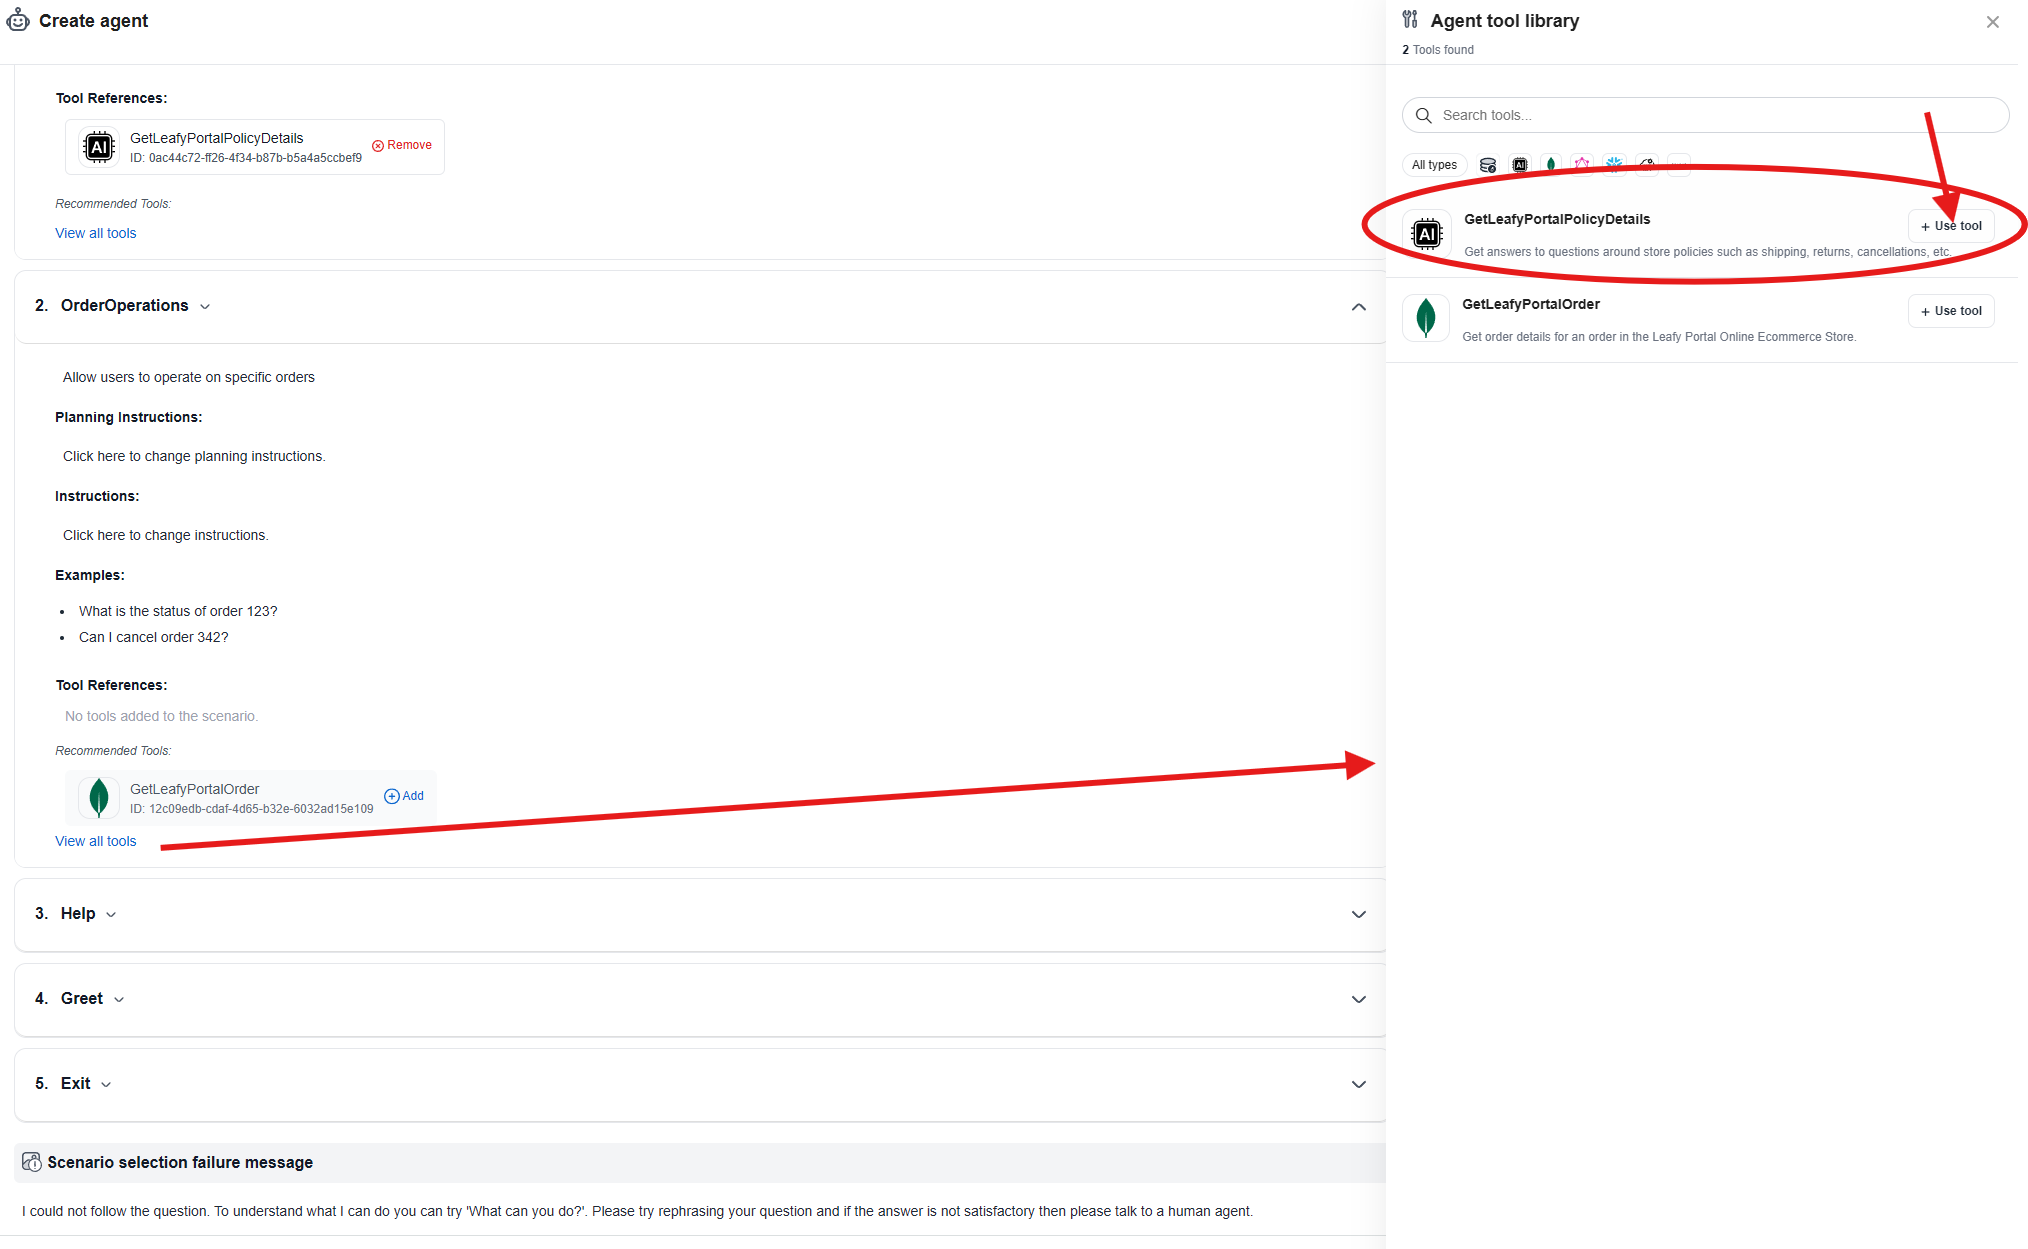 Create agent
Tool References:
AI
GetLeafyPortalPolicyDetails
ID: 0ac44c72-ff26-4f34-b87b-b5a4a5ccbef9
Remove
Recommended Tools:
View all tools
2. OrderOperations
Allow users to operate on specific orders
Planning Instructions:
Click here to change planning instructions.
Instructions:
Click here to change instructions.
Examples:
• What is the status of order 123?
• Can I cancel order 342?
Tool References:
No tools added to the scenario.
Recommended Tools:
GetLeafyPortalOrder
ID: 12c09edb-cdaf-4d65-b32e-6032ad15e109
Add
View all tools
3. Help
4. Greet
5. Exit
Scenario selection failure message
I could not follow the question. To understand what I can do you can try 'What can you do?'. Please try rephrasing your question and if the answer is not satisfactory then please talk to a human agent.
Agent tool library
2 Tools found
Search tools...
All types
AI
AI
GetLeafyPortalPolicyDetails
+ Use tool
Get answers to questions around store policies such as shipping, returns, cancellations, etc.
GetLeafyPortalOrder
+ Use tool
Get order details for an order in the Leafy Portal Online Ecommerce Store.